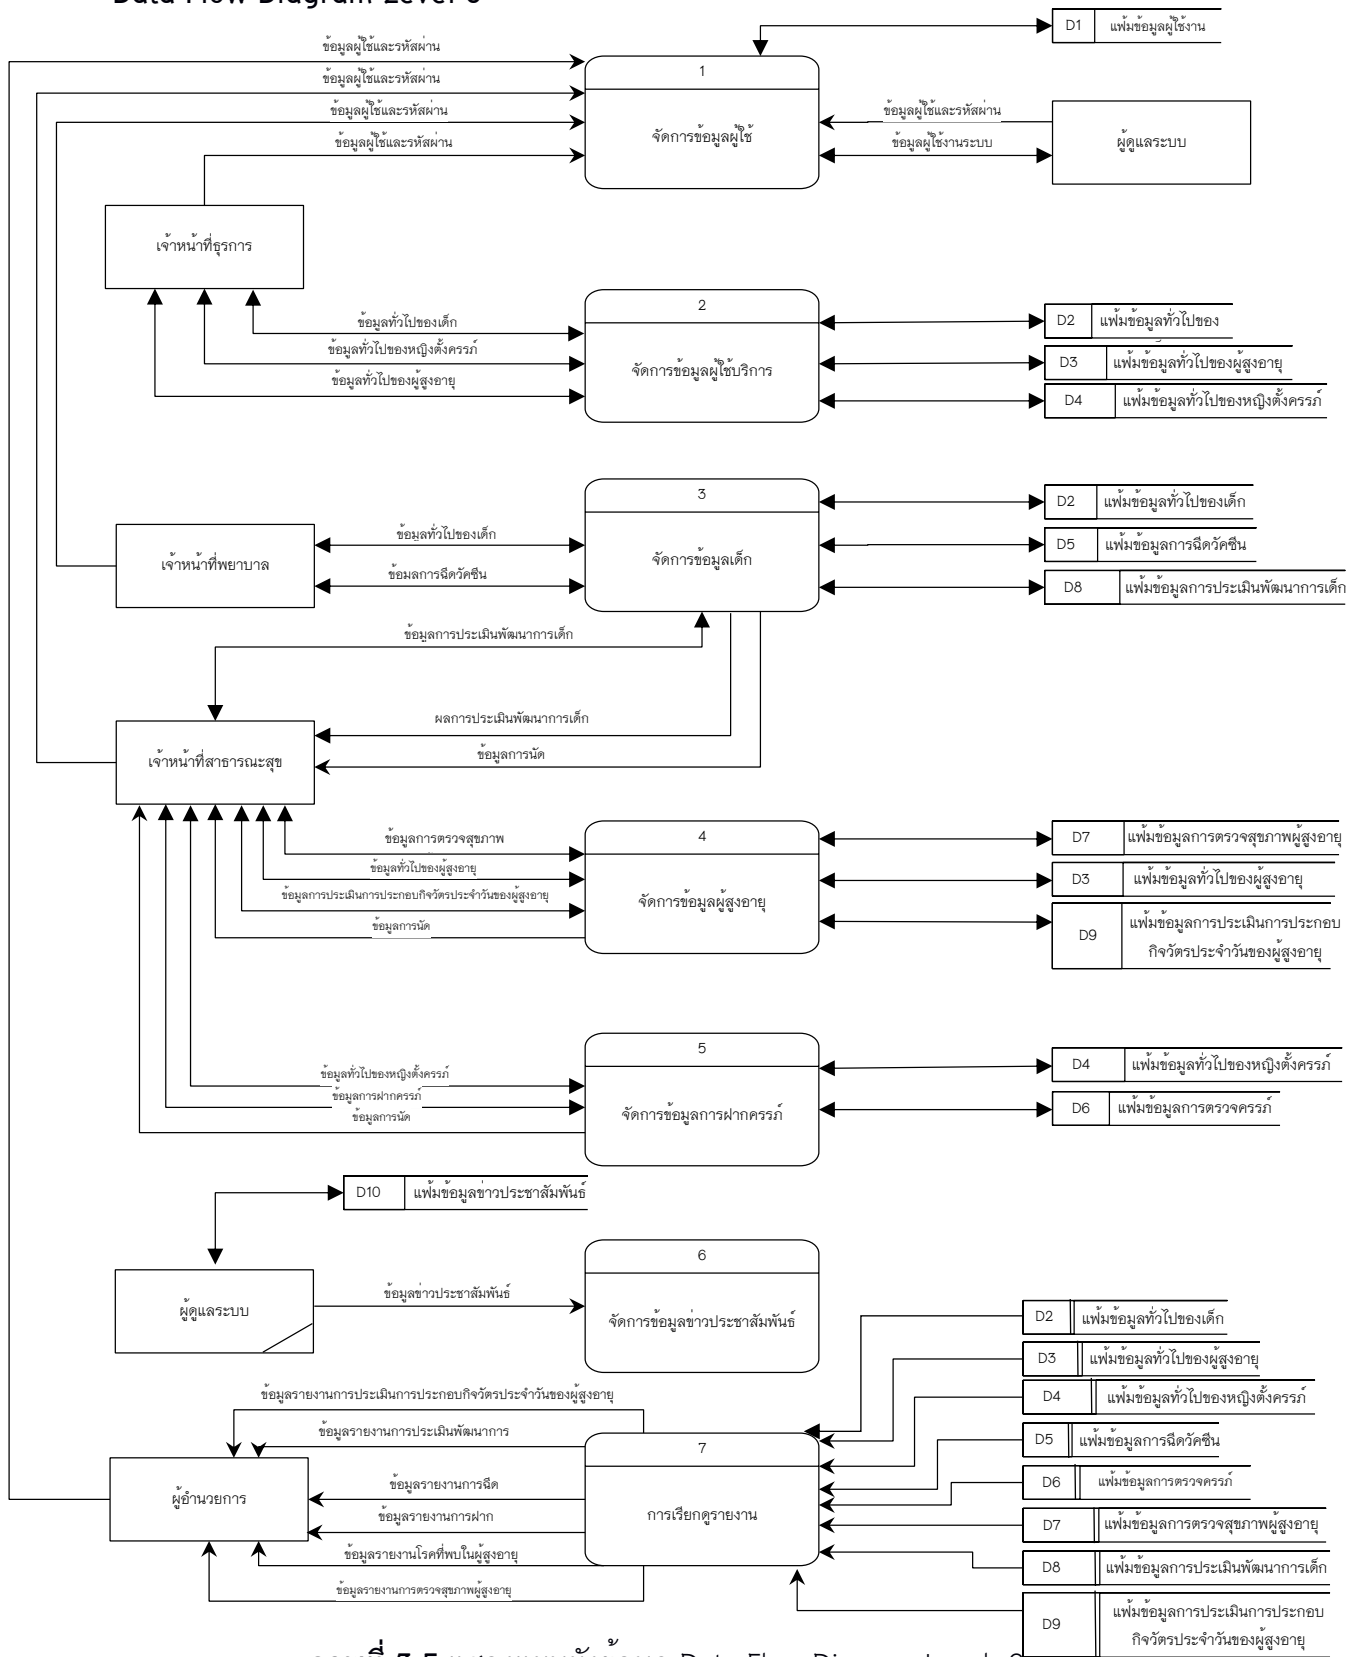 Data Flow Diagram Level 0
D1 แฟ้มข้อมูลผู้ใช้งาน
ข้อมูลผู้ใช้และรหัสผ่าน
ข้อมูลผู้ใช้และรหัสผ่าน
ข้อมูลผู้ใช้และรหัสผ่าน
ข้อมูลผู้ใช้และรหัสผ่าน
1
จัดการข้อมูลผู้ใช้
ข้อมูลผู้ใช้และรหัสผ่าน
ข้อมูลผู้ใช้งานระบบ
ผู้ดูแลระบบ
เจ้าหน้าที่ธุรการ
ข้อมูลทั่วไปของเด็ก
ข้อมูลทั่วไปของหญิงตั้งครรภ์
ข้อมูลทั่วไปของผู้สูงอายุ
2
จัดการข้อมูลผู้ใช้บริการ
D2 แฟ้มข้อมูลทั่วไปของ
D3 แฟ้มข้อมูลทั่วไปของผู้สูงอายุ
D4 แฟ้มข้อมูลทั่วไปของหญิงตั้งครรภ์
เจ้าหน้าที่พยาบาล
ข้อมูลทั่วไปของเด็ก
ข้อมูลการฉีดวัคซีน
3
จัดการข้อมูลเด็ก
D2 แฟ้มข้อมูลทั่วไปของเด็ก
D5 แฟ้มข้อมูลการฉีดวัคซีน
D8 แฟ้มข้อมูลการประเมินพัฒนาการเด็ก
ข้อมูลการประเมินพัฒนาการเด็ก
ผลการประเมินพัฒนาการเด็ก
ข้อมูลการนัด
เจ้าหน้าที่สาธารณะสุข
ข้อมูลการตรวจสุขภาพ
ข้อมูลทั่วไปของผู้สูงอายุ
ข้อมูลการประเมินการประกอบกิจวัตรประจำวันของผู้สูงอายุ
ข้อมูลการนัด
4
จัดการข้อมูลผู้สูงอายุ
D7 แฟ้มข้อมูลการตรวจสุขภาพผู้สูงอายุ
D3 แฟ้มข้อมูลทั่วไปของผู้สูงอายุ
D9 แฟ้มข้อมูลการประเมินการประกอบ
กิจวัตรประจำวันของผู้สูงอายุ
ข้อมูลทั่วไปของหญิงตั้งครรภ์
ข้อมูลการฝากครรภ์
ข้อมูลการนัด
5
จัดการข้อมูลการฝากครรภ์
D4 แฟ้มข้อมูลทั่วไปของหญิงตั้งครรภ์
D6 แฟ้มข้อมูลการตรวจครรภ์
D10 แฟ้มข้อมูลข่าวประชาสัมพันธ์
ผู้ดูแลระบบ
ข้อมูลข่าวประชาสัมพันธ์
6
จัดการข้อมูลข่าวประชาสัมพันธ์
ข้อมูลรายงานการประเมินการประกอบกิจวัตรประจำวันของผู้สูงอายุ
ข้อมูลรายงานการประเมินพัฒนาการ
ข้อมูลรายงานการฉีด
ข้อมูลรายงานการฝาก
ข้อมูลรายงานโรคที่พบในผู้สูงอายุ
ข้อมูลรายงานการตรวจสุขภาพผู้สูงอายุ
ผู้อำนวยการ
7
การเรียกดูรายงาน
D2 แฟ้มข้อมูลทั่วไปของเด็ก
D3 แฟ้มข้อมูลทั่วไปของผู้สูงอายุ
D4 แฟ้มข้อมูลทั่วไปของหญิงตั้งครรภ์
D5 แฟ้มข้อมูลการฉีดวัคซีน
D6 แฟ้มข้อมูลการตรวจครรภ์
D7 แฟ้มข้อมูลการตรวจสุขภาพผู้สูงอายุ
D8 แฟ้มข้อมูลการประเมินพัฒนาการเด็ก
D9 แฟ้มข้อมูลการประเมินการประกอบ
กิจวัตรประจำวันของผู้สูงอายุ
Data Flow Diagram Level 0